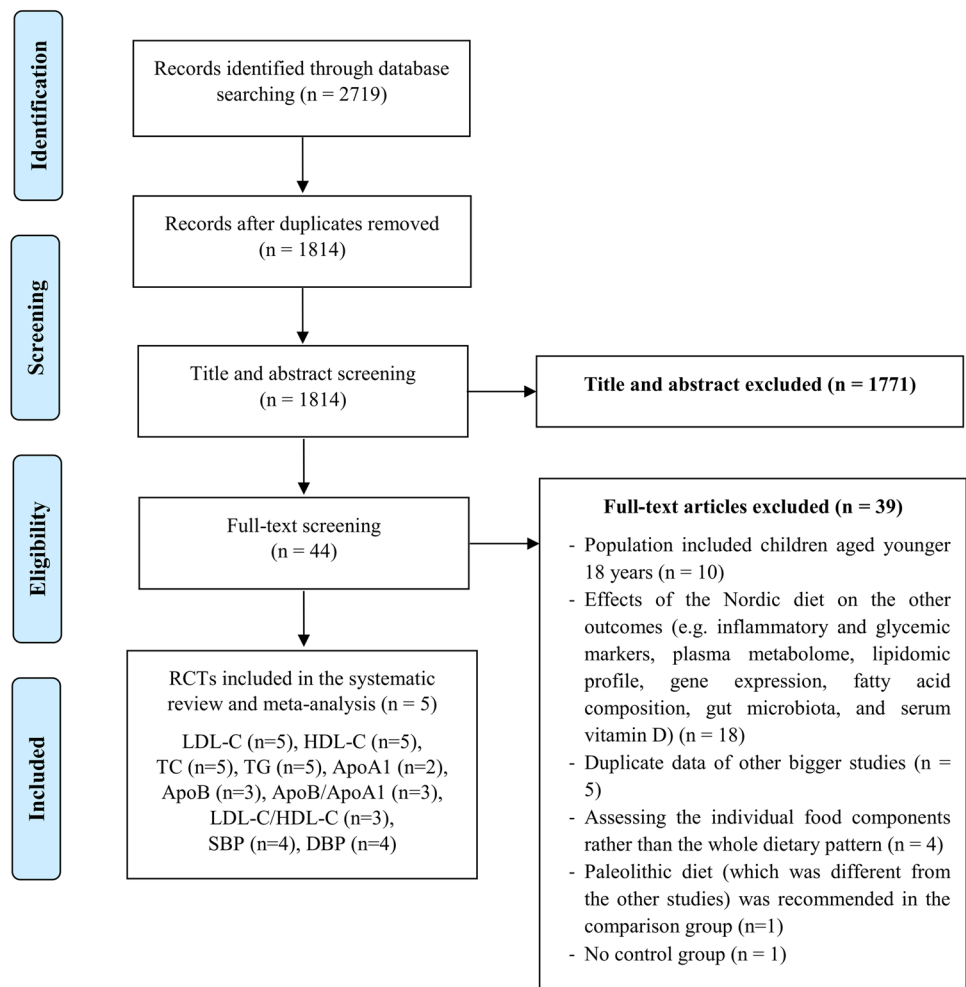 Identification
Records identified through database
searching (n = 2719)
Records after duplicates removed
(n = 1814)
Screening
Title and abstract screening
(n = 1814)
Title and abstract excluded (n = 1771)
Eligibility
Full-text screening
(n = 44)
Full-text articles excluded (n = 39)
- Population included children aged younger
18 years (n = 10)
- Effects of the Nordic diet on the other
outcomes (e.g. inflammatory and glycemic
markers, plasma metabolome, lipidomic
profile, gene expression, fatty acid
composition, gut microbiota, and serum
vitamin D) (n = 18)
- Duplicate data of other bigger studies (n =
5)
- Assessing the individual food components
rather than the whole dietary pattern (n = 4)
- Paleolithic diet (which was different from
the other studies) was recommended in the
comparison group (n=1)
- No control group (n = 1)
Included
RCTs included in the systematic
review and meta-analysis (n = 5)
LDL-C (n=5), HDL-C (n=5),
TC (n=5), TG (n=5), ApoA1 (n=2),
ApoB (n=3), ApoB/ApoA1 (n=3),
LDL-C/HDL-C (n=3),
SBP (n=4), DBP (n=4)